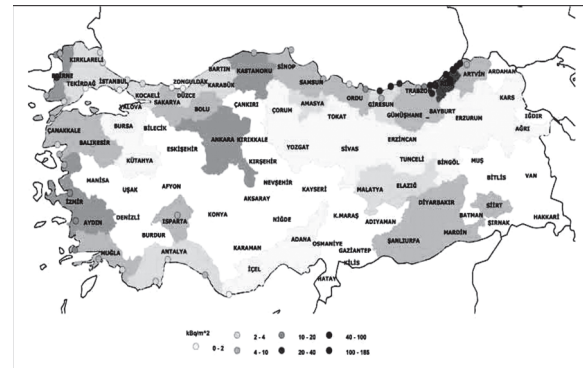 KIRKLARELİ
EDİRNE
TEKİRDAĞ
İSTANBUL
KOCAELİ
YALOVA
SAKARYA
DÜZCE
ZONGULDAK
BARTIN
KARABÜK
KASTAMONU
SİNOP
SAMSUN
ORDU
GİRESUN
TRABZO
ARTVİN
ARDAHAN
KARS
ÇANAKKALE
BALIKESİR
BURSA
BİLECİK
BOLU
ÇANKIRI
ÇORUM
AMASYA
TOKAT
GÜMÜŞHANE
BAYBURT
ERZURUM
IĞDER
AĞRI
KÜTAHYA
ESKİŞEHİR
ANKARA
KIRIKKALE
KIRŞEHİR
YOZGAT
SİVAS
ERZİNCAN
TUNCELİ
BİNGÖL
MUŞ
MANİSA
UŞAK
AFYON
AKSARAY
NEVŞEHİR
KAYSERİ
MALATYA
ELAZIĞ
BİTLİS
VAN
İZMİR
AYDEN
DENİZLİ
ISPARTA
BURDUR
KONYA
NİĞDE
K.MARAŞ
ADIYAMAN
DİYARBAKIR
BATMAN
SİİRT
ŞIRNAK
HAKKARİ
MUĞLA
ANTALYA
KARAMAN
İÇEL
ADANA
OSMANİYE
GAZİANTEP
KİLİS
HATAY
ŞANLIURFA
MARDİN
kBq/m^2
0 - 2
2 - 4
4 - 10
10 - 20
20 - 40
40 - 100
100 - 185